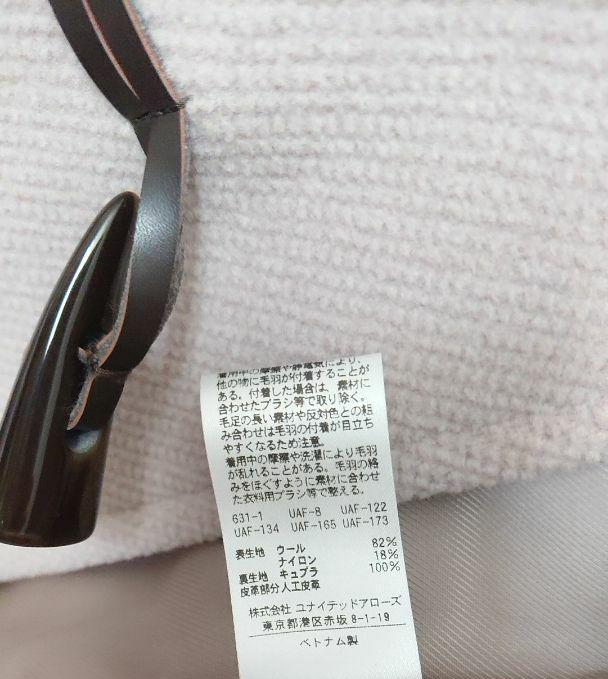 着用中の摩擦や静電気により、
他の物に毛羽が付着することが
ある。付着した場合は、素材に
合わせたブラシ等で取り除く。
毛足の長い素材や反対色との組
み合わせは毛羽の付着が目立ち
やすくなるため注意。
着用中の摩擦や洗濯により毛羽
が乱れることがある。毛羽の絡
みをほぐすように素材に合わせ
た衣料用ブラシ等で整える。
631-1 UAF-8 UAF-122
UAF-134 UAF-165 UAF-173
表生地 ウール 82%
ナイロン 18%
裏生地 キュプラ 100%
皮革部分人工皮革
株式会社 ユナイテッドアローズ
東京都港区赤坂8-1-19
ベトナム製